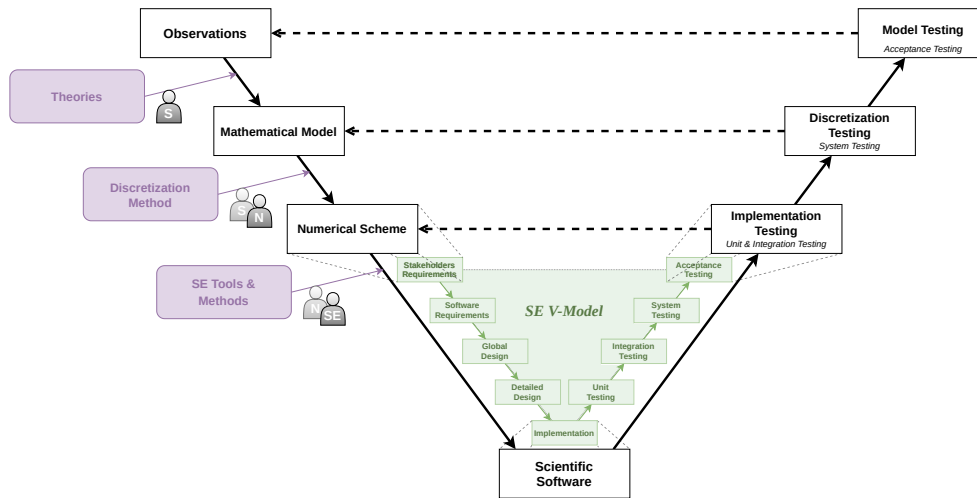 Observations
Model Testing
Acceptance Testing
Theories
S
Mathematical Model
Discretization
Testing
System Testing
Discretization
Method
S
N
Numerical Scheme
Implementation
Testing
Unit & Integration Testing
SE Tools &
Methods
N
SE
Stakeholders
Requirements
Acceptance
Testing
Software
Requirements
SE V-Model
System
Testing
Global
Design
Integration
Testing
Detailed
Design
Unit
Testing
Implementation
Scientific
Software